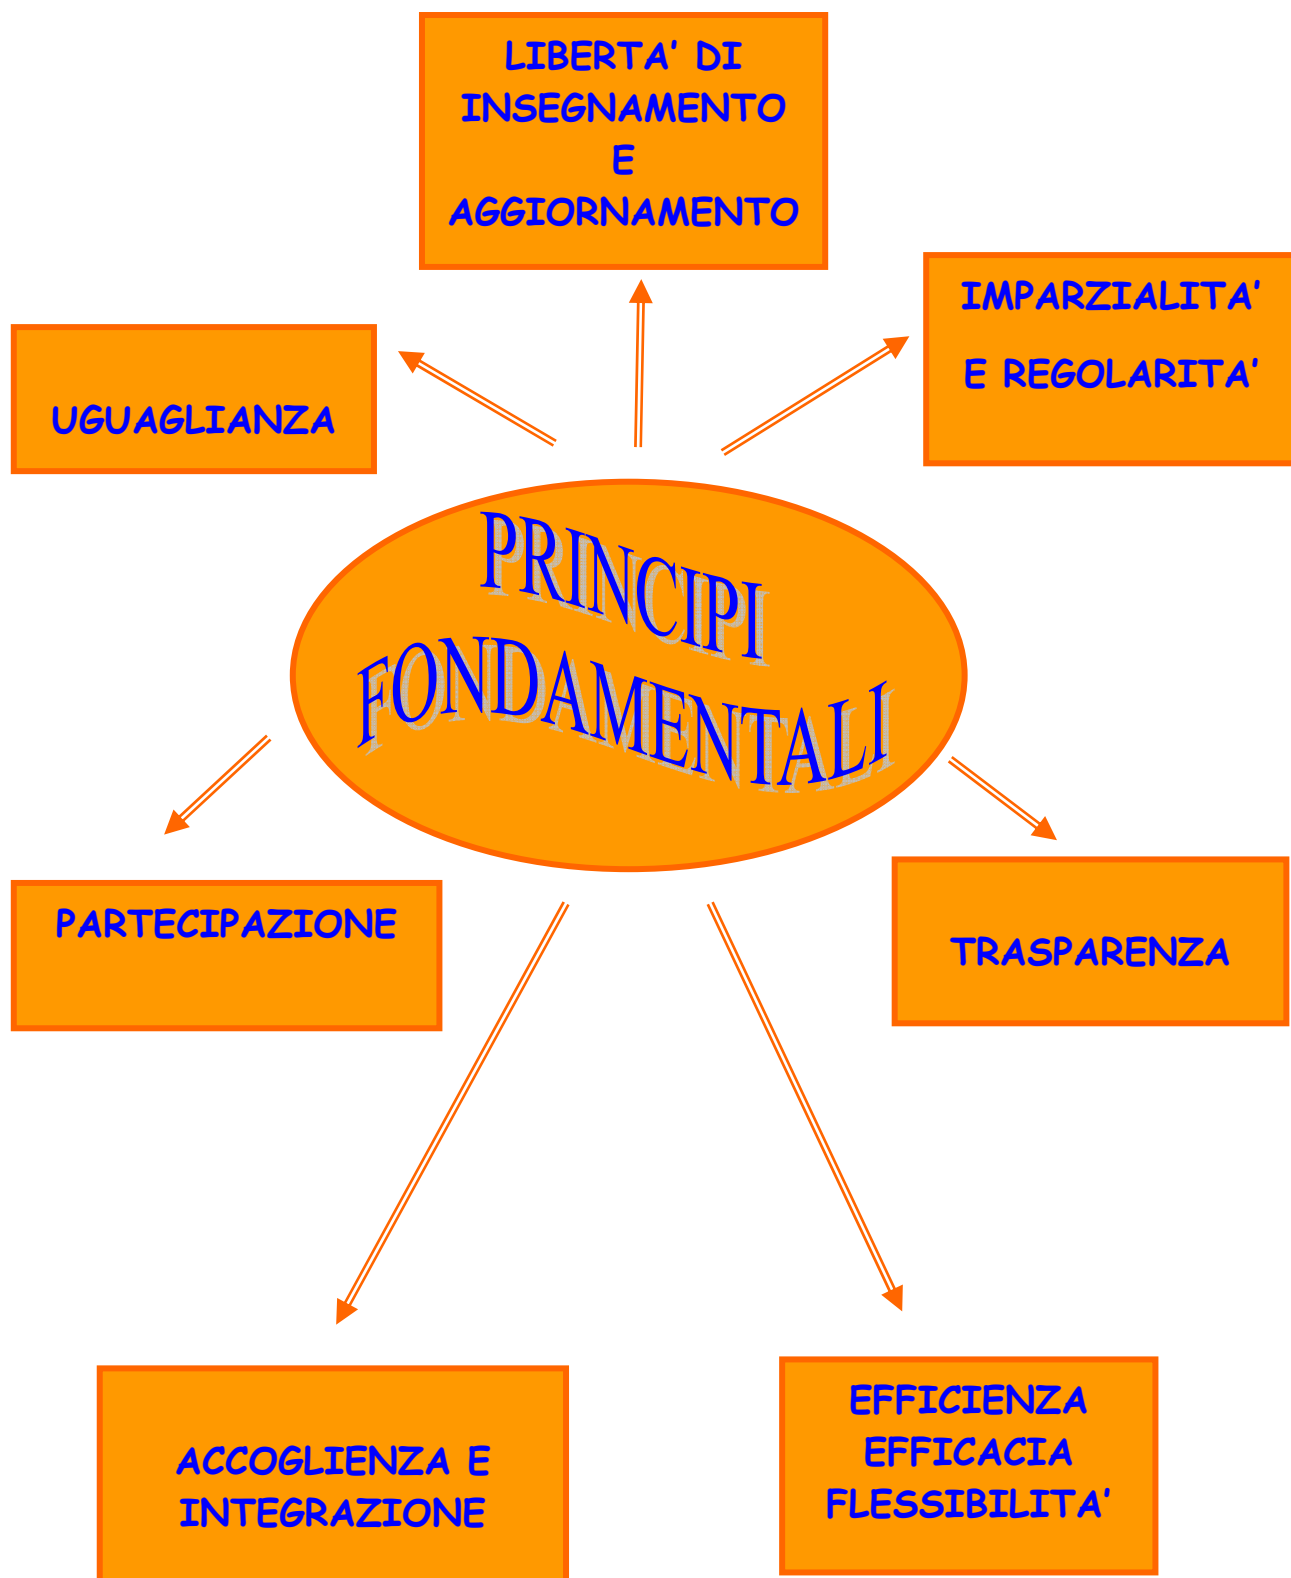 LIBERTA’ DI
INSEGNAMENTO
E
AGGIORNAMENTO
IMPARZIALITA’
E REGOLARITA’
UGUAGLIANZA
PRINCIPI
FONDAMENTALI
PARTECIPAZIONE
TRASPARENZA
ACCOGLIENZA E
INTEGRAZIONE
EFFICIENZA
EFFICACIA
FLESSIBILITA’